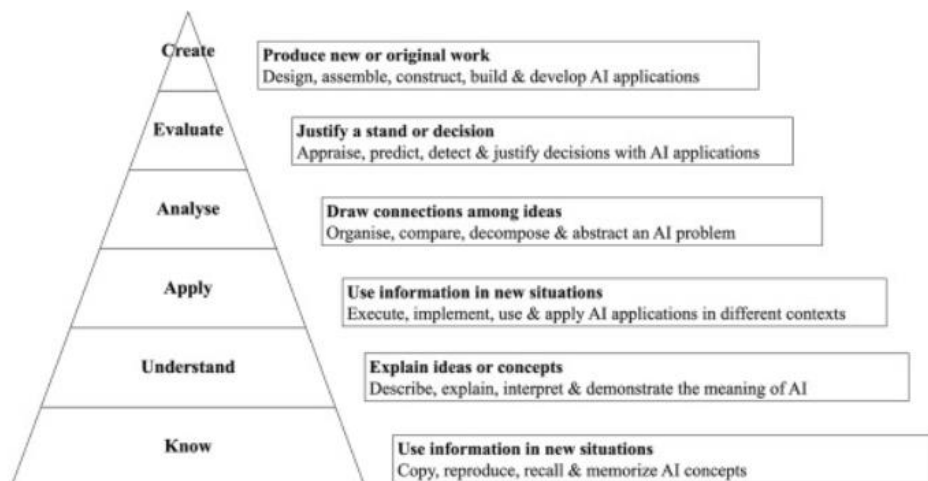 Create
Produce new or original work
Design, assemble, construct, build & develop AI applications
Evaluate
Justify a stand or decision
Appraise, predict, detect & justify decisions with AI applications
Analyse
Draw connections among ideas
Organise, compare, decompose & abstract an AI problem
Apply
Use information in new situations
Execute, implement, use & apply AI applications in different contexts
Understand
Explain ideas or concepts
Describe, explain, interpret & demonstrate the meaning of AI
Know
Use information in new situations
Copy, reproduce, recall & memorize AI concepts